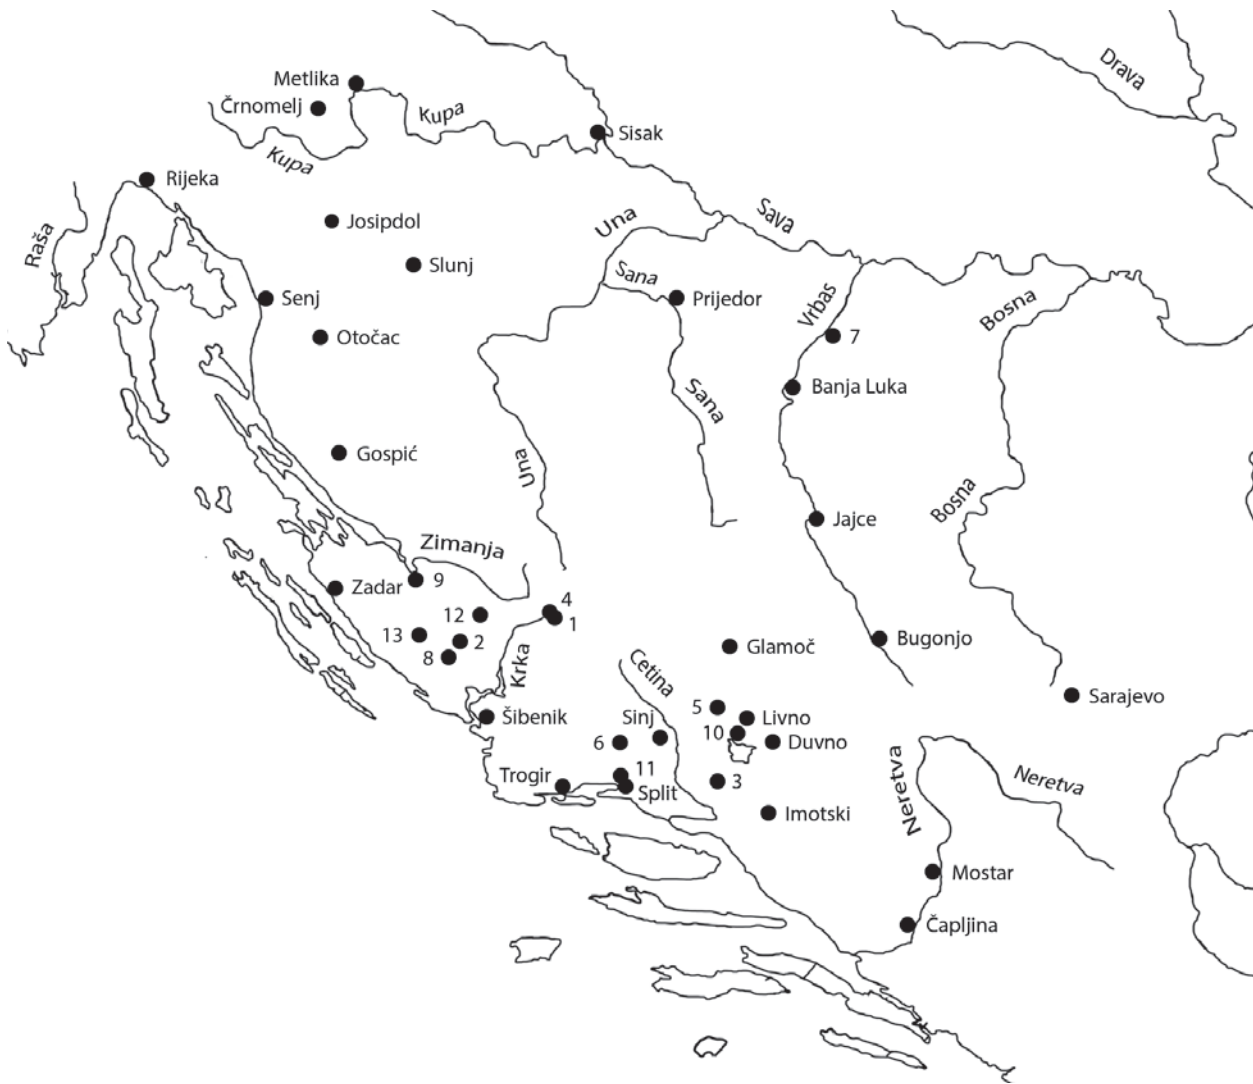 Drava
Metlika
Črnomelj
Kupa
Sisak
Kupa
Rijeka
Raša
Josipdol
Una
Sava
Slunj
Sana
Senj
Prijedor
Vrbas
Bosna
Otočac
7
Banja Luka
Sana
Gospić
Una
Bosna
Jajce
Zimanja
Zadar
9
4
12
1
13
2
8
Krka
Bugonjo
Glamoč
Cetina
Sarajevo
5
Šibenik
Sinj
Livno
10
6
Duvno
11
Trogir
3
Split
Neretva
Neretva
Imotski
Mostar
Čapljina